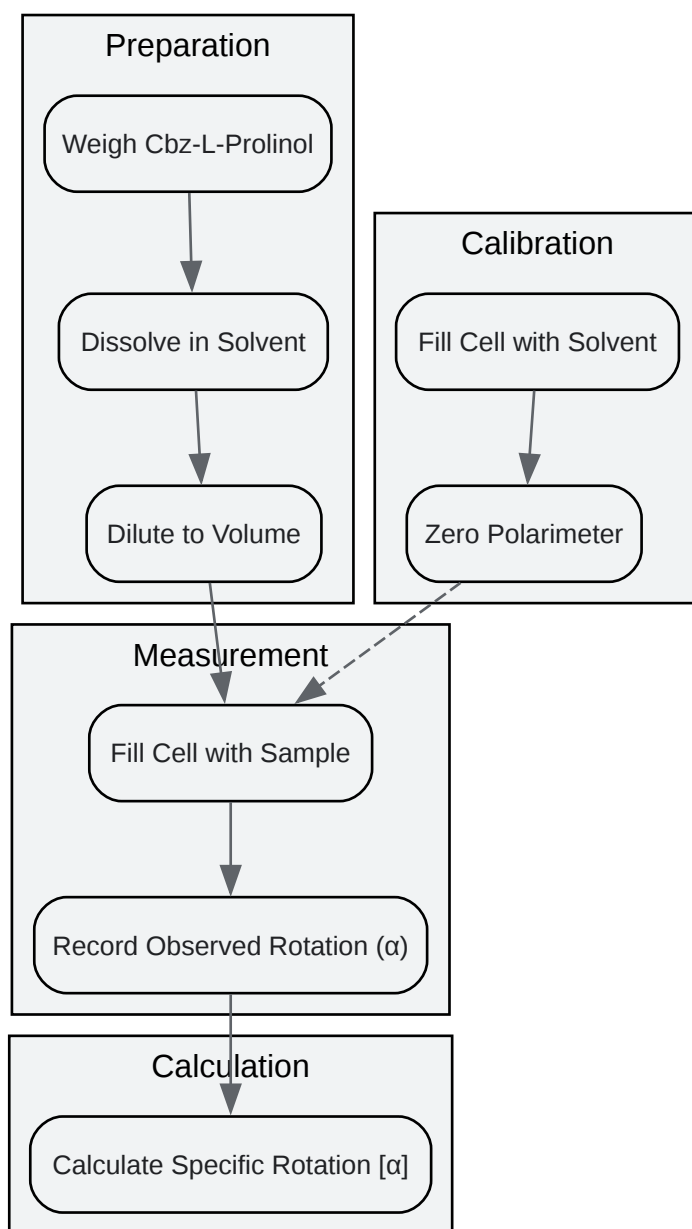 Preparation
Weigh Cbz-L-Prolinol
Dissolve in Solvent
Dilute to Volume
Calibration
Fill Cell with Solvent
Zero Polarimeter
Measurement
Fill Cell with Sample
Record Observed Rotation (α)
Calculation
Calculate Specific Rotation [α]